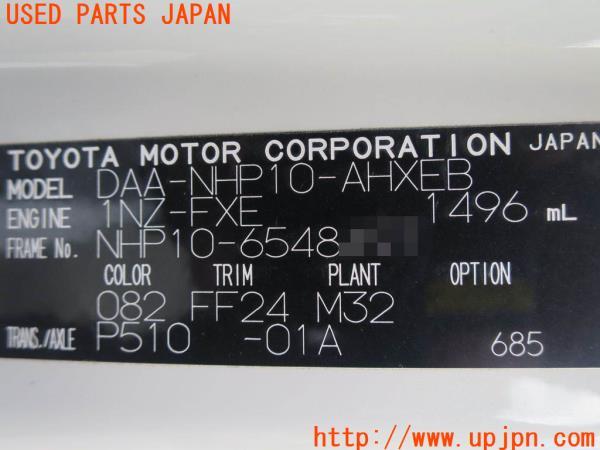 USED PARTS JAPAN
TOYOTA MOTOR CORPORATION JAPAN
MODEL DAA-NHP10-AHXEB
ENGINE 1NZ-FXE 1496 mL
FRAME No. NHP10-6548
COLOR TRIM PLANT OPTION
082 FF24 M32
TRANS./AXLE P510 -01A 685
http://www.upjpn.com/